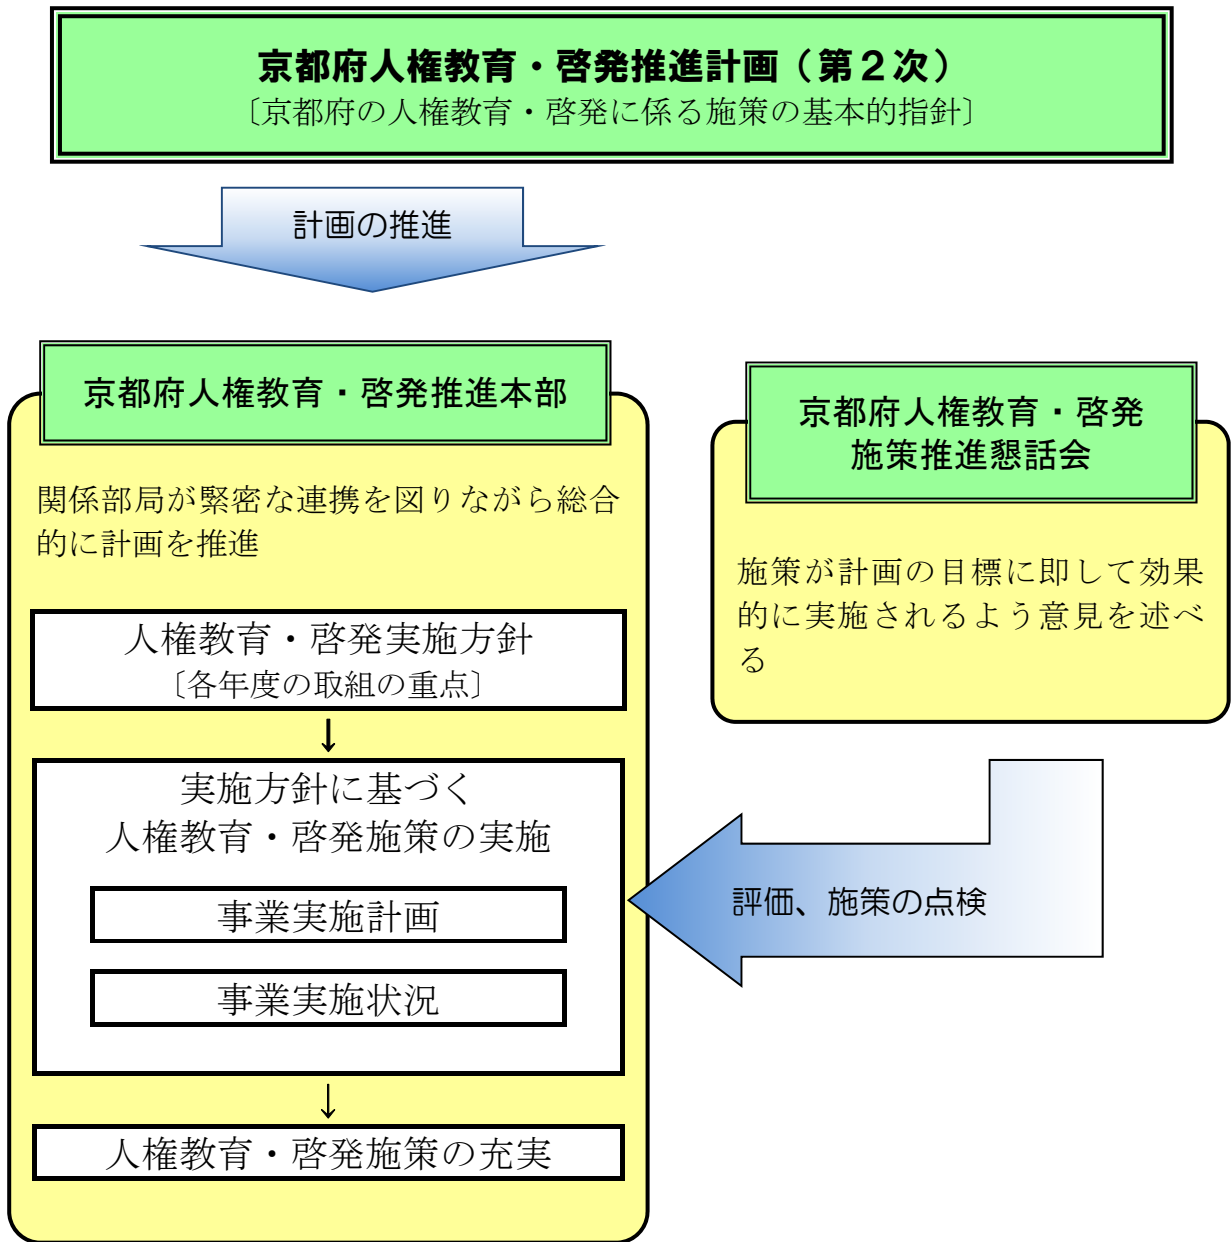 京都府人権教育・啓発推進計画（第２次）
〔京都府の人権教育・啓発に係る施策の基本的指針〕
計画の推進
京都府人権教育・啓発推進本部
関係部局が緊密な連携を図りながら総合
的に計画を推進
人権教育・啓発実施方針
〔各年度の取組の重点〕
↓
実施方針に基づく
人権教育・啓発施策の実施
事業実施計画
事業実施状況
↓
人権教育・啓発施策の充実
京都府人権教育・啓発
施策推進懇話会
施策が計画の目標に即して効果
的に実施されるよう意見を述べ
る
評価、施策の点検